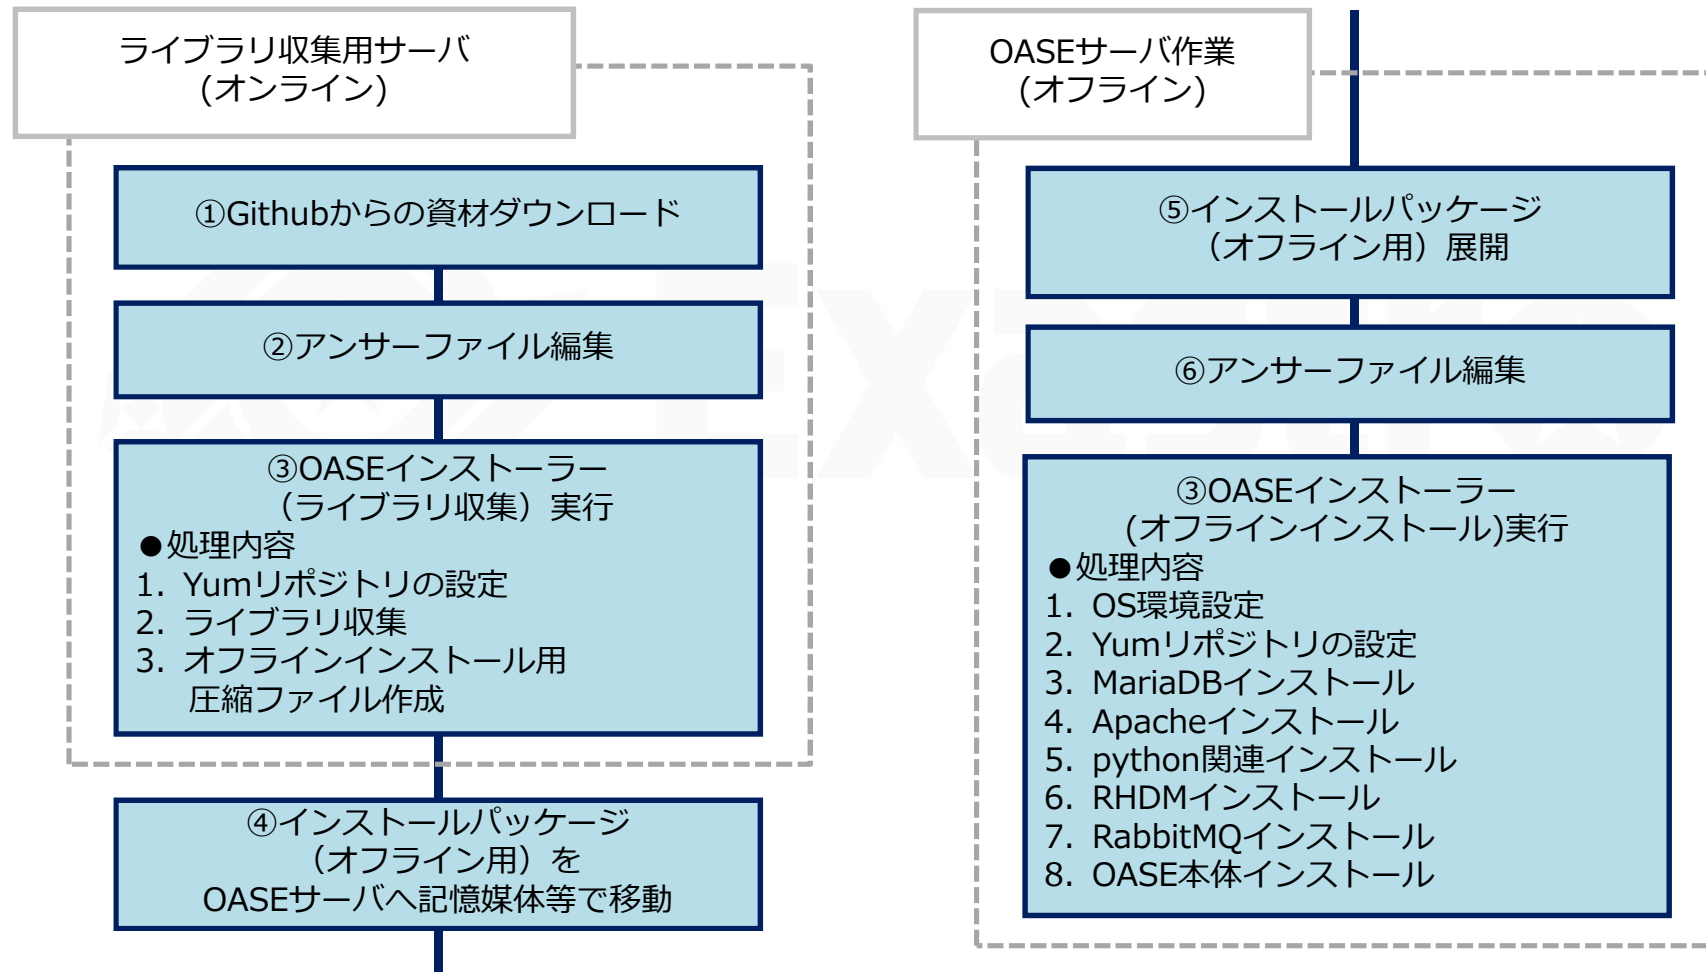 ライブラリ収集用サーバ
(オンライン)
①Githubからの資材ダウンロード
②アンサーファイル編集
③OASEインストーラー
（ライブラリ収集）実行
●処理内容
1. Yumリポジトリの設定
2. ライブラリ収集
3. オフラインインストール用
圧縮ファイル作成
④インストールパッケージ
（オフライン用）を
OASEサーバへ記憶媒体等で移動
OASEサーバ作業
(オフライン)
⑤インストールパッケージ
（オフライン用）展開
⑥アンサーファイル編集
③OASEインストーラー
(オフラインインストール)実行
●処理内容
1. OS環境設定
2. Yumリポジトリの設定
3. MariaDBインストール
4. Apacheインストール
5. python関連インストール
6. RHDMインストール
7. RabbitMQインストール
8. OASE本体インストール
Exastro